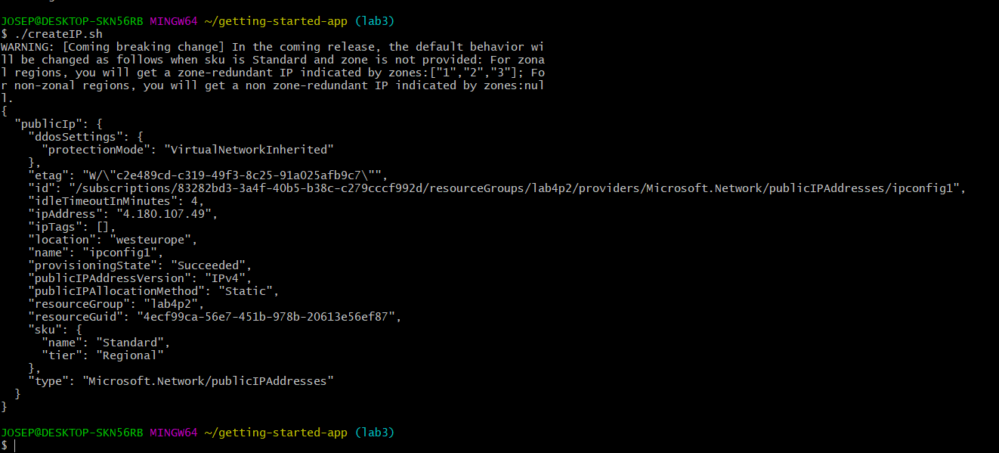 JOSEP@DESKTOP-SKN56RB MINGW64 ~/getting-started-app (lab3)
$ ./createIP.sh
WARNING: [Coming breaking change] In the coming release, the default behavior wi
ll be changed as follows when sku is Standard and zone is not provided: For zona
l regions, you will get a zone-redundant IP indicated by zones:["1","2","3"]; Fo
r non-zonal regions, you will get a non zone-redundant IP indicated by zones:nul
l.
{
  "publicIp": {
    "ddosSettings": {
      "protectionMode": "VirtualNetworkInherited"
    },
    "etag": "W/\"c2e489cd-c319-49f3-8c25-91a025afb9c7\"",
    "id": "/subscriptions/83282bd3-3a4f-40b5-b38c-c279cccf992d/resourceGroups/lab4p2/providers/Microsoft.Network/publicIPAddresses/ipconfig1",
    "idleTimeoutInMinutes": 4,
    "ipAddress": "4.180.107.49",
    "ipTags": [],
    "location": "westeurope",
    "name": "ipconfig1",
    "provisioningState": "Succeeded",
    "publicIPAddressVersion": "IPv4",
    "publicIPAllocationMethod": "Static",
    "resourceGroup": "lab4p2",
    "resourceGuid": "4ecf99ca-56e7-451b-978b-20613e56ef87",
    "sku": {
      "name": "Standard",
      "tier": "Regional"
    },
    "type": "Microsoft.Network/publicIPAddresses"
  }
}
JOSEP@DESKTOP-SKN56RB MINGW64 ~/getting-started-app (lab3)
$